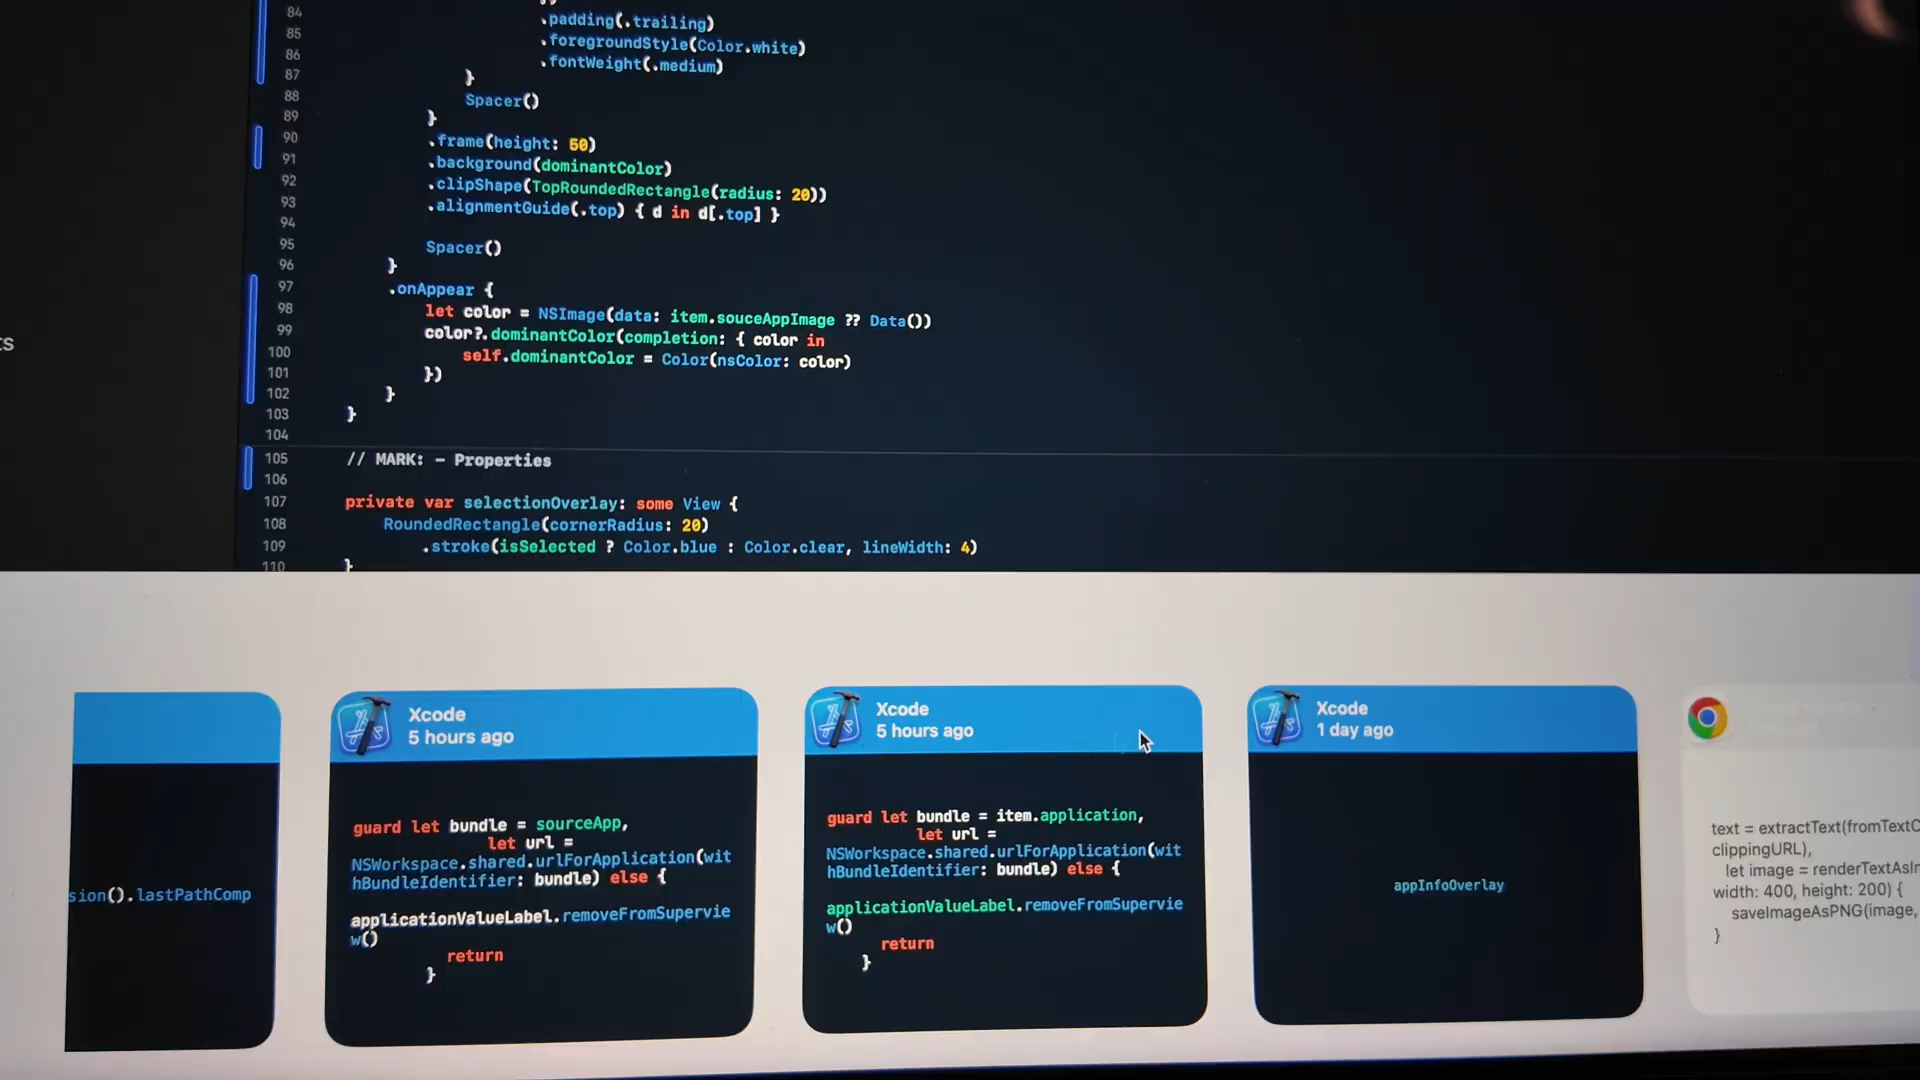 84
85 .padding(.trailing)
86 .foregroundStyle(Color.white)
87 .fontWeight(.medium)
88 }
89 Spacer()
90 }
91 .frame(height: 50)
92 .background(dominantColor)
93 .clipShape(TopRoundedRectangle(radius: 20))
94 .alignmentGuide(.top) { d in d[.top] }
95
96 Spacer()
97 }
98 .onAppear {
99 let color = NSImage(data: item.souceAppImage ?? Data())
100 color?.dominantColor(completion: { color in
101 self.dominantColor = Color(nsColor: color)
102 })
103 }
104 }
105 // MARK: - Properties
106
107 private var selectionOverlay: some View {
108 RoundedRectangle(cornerRadius: 20)
109 .stroke(isSelected ? Color.blue : Color.clear, lineWidth: 4)
110 }
ts
sion().lastPathComp
Xcode
5 hours ago
guard let bundle = sourceApp,
let url =
NSWorkspace.shared.urlForApplication(wit
hBundleIdentifier: bundle) else {
applicationValueLabel.removeFromSupervie
w()
return
}
Xcode
5 hours ago
guard let bundle = item.application,
let url =
NSWorkspace.shared.urlForApplication(wit
hBundleIdentifier: bundle) else {
applicationValueLabel.removeFromSupervie
w()
return
}
Xcode
1 day ago
appInfoOverlay
text = extractText(fromTextC
clippingURL),
let image = renderTextAsIm
width: 400, height: 200) {
saveImageAsPNG(image,
}